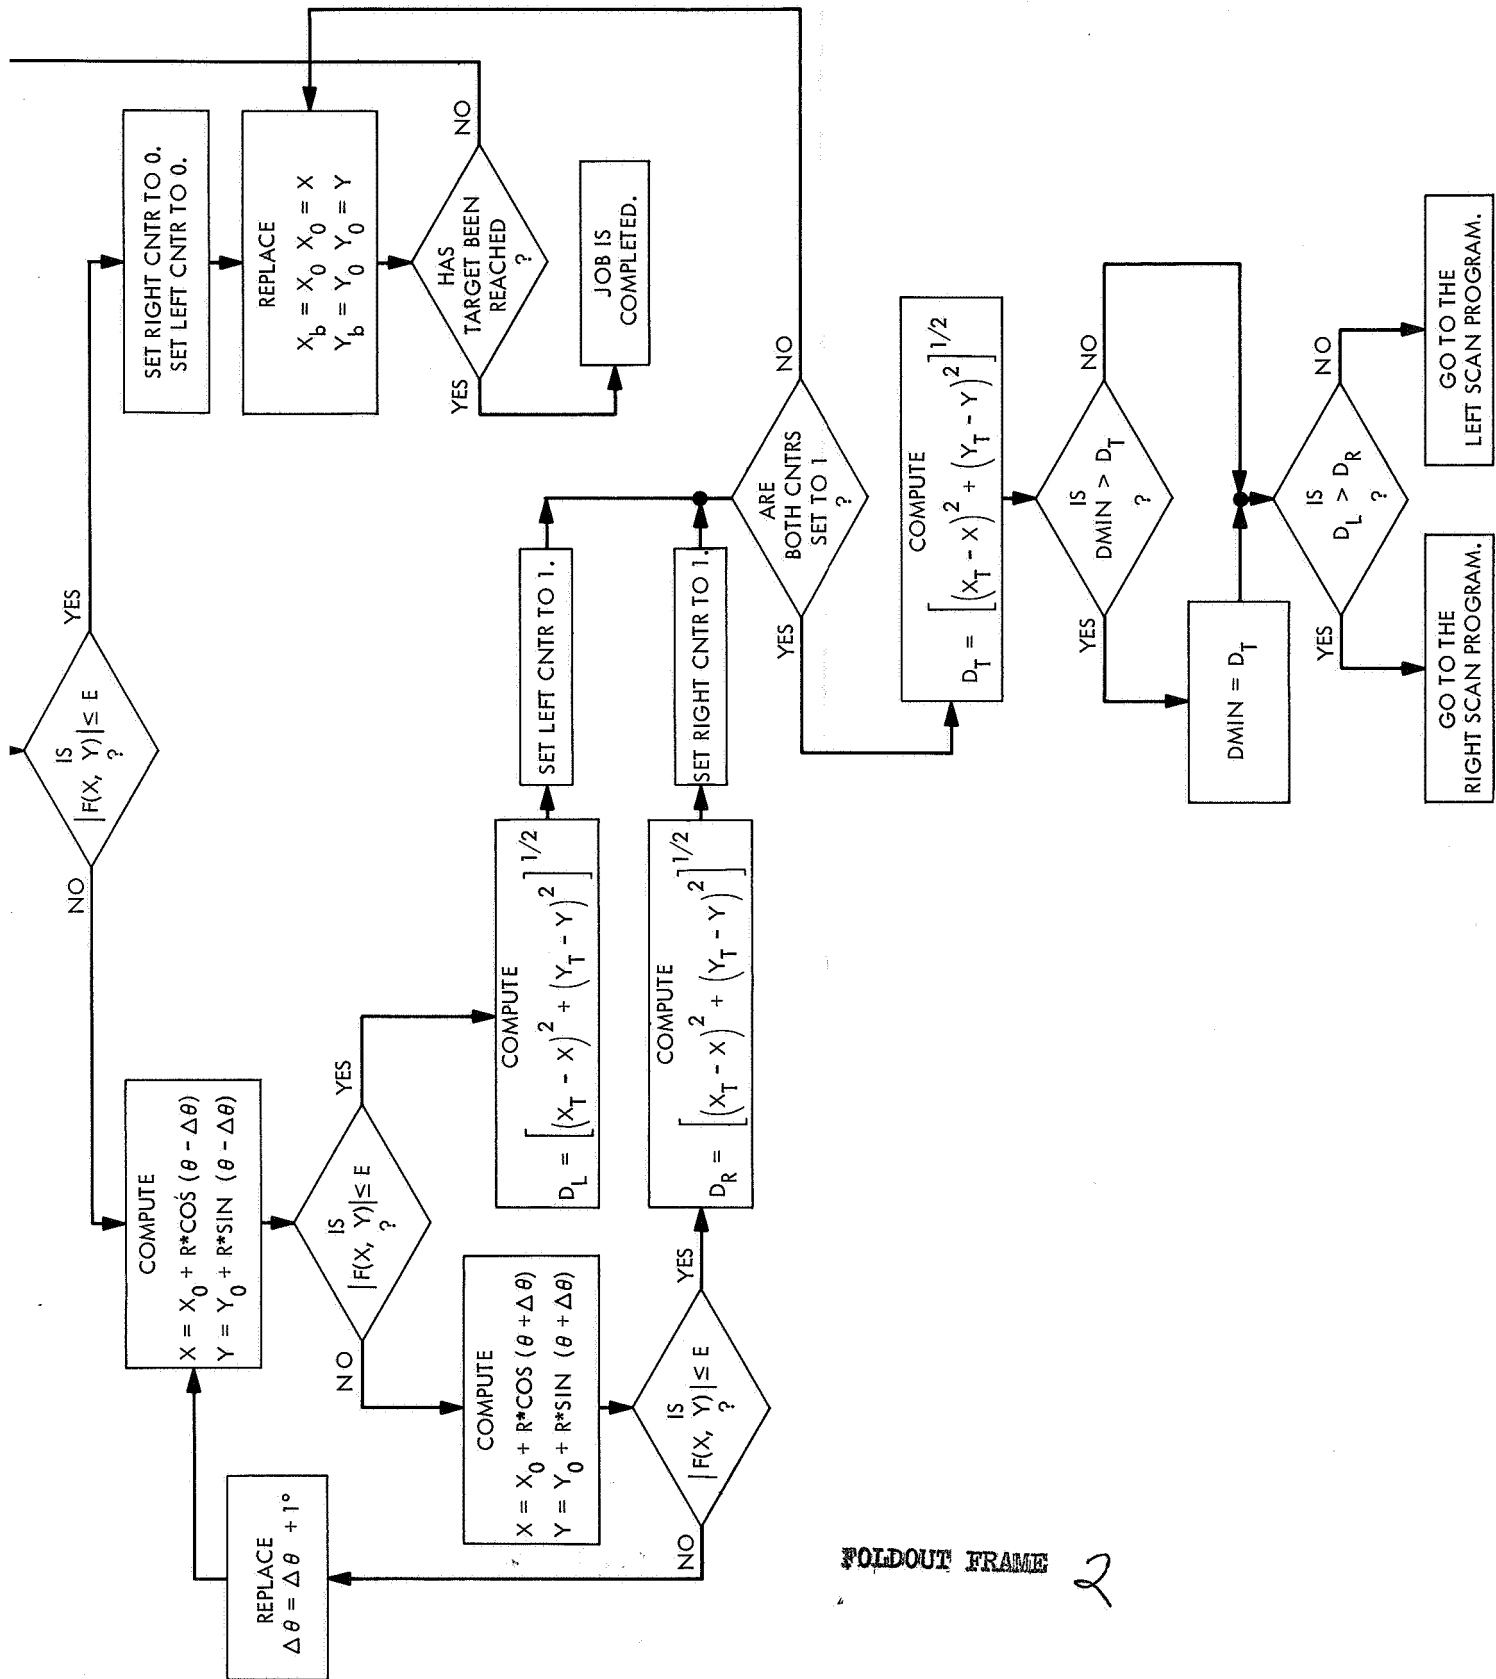 IS
|F(X, Y)| ≤ E
?
NO
YES
SET RIGHT CNTR TO 0.
SET LEFT CNTR TO 0.
REPLACE
X_b = X_0 X_0 = X
Y_b = Y_0 Y_0 = Y
HAS
TARGET BEEN
REACHED
?
NO
YES
JOB IS
COMPLETED.
COMPUTE
X = X_0 + R*COS (θ - Δθ)
Y = Y_0 + R*SIN (θ - Δθ)
IS
|F(X, Y)| ≤ E
?
YES
NO
COMPUTE
D_L = [(X_T - X)^2 + (Y_T - Y)^2]^1/2
SET LEFT CNTR TO 1.
REPLACE
Δθ = Δθ + 1°
COMPUTE
X = X_0 + R*COS (θ + Δθ)
Y = Y_0 + R*SIN (θ + Δθ)
IS
|F(X, Y)| ≤ E
?
NO
YES
COMPUTE
D_R = [(X_T - X)^2 + (Y_T - Y)^2]^1/2
SET RIGHT CNTR TO 1.
ARE
BOTH CNTRS
SET TO 1
?
NO
YES
COMPUTE
D_T = [(X_T - X)^2 + (Y_T - Y)^2]^1/2
IS
DMIN > D_T
?
YES
NO
DMIN = D_T
IS
D_L > D_R
?
YES
NO
GO TO THE
RIGHT SCAN PROGRAM.
GO TO THE
LEFT SCAN PROGRAM.
FOLDOUT FRAME 2